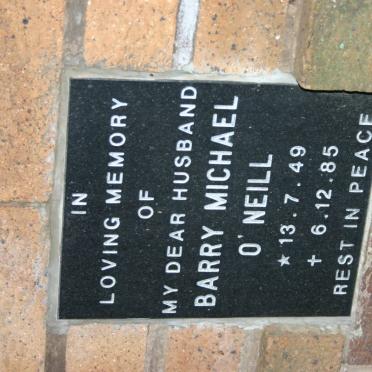 IN
LOVING MEMORY
OF
MY DEAR HUSBAND
BARRY MICHAEL
O'NEILL
★ 13.7.49
✝ 6.12.85
REST IN PEACE